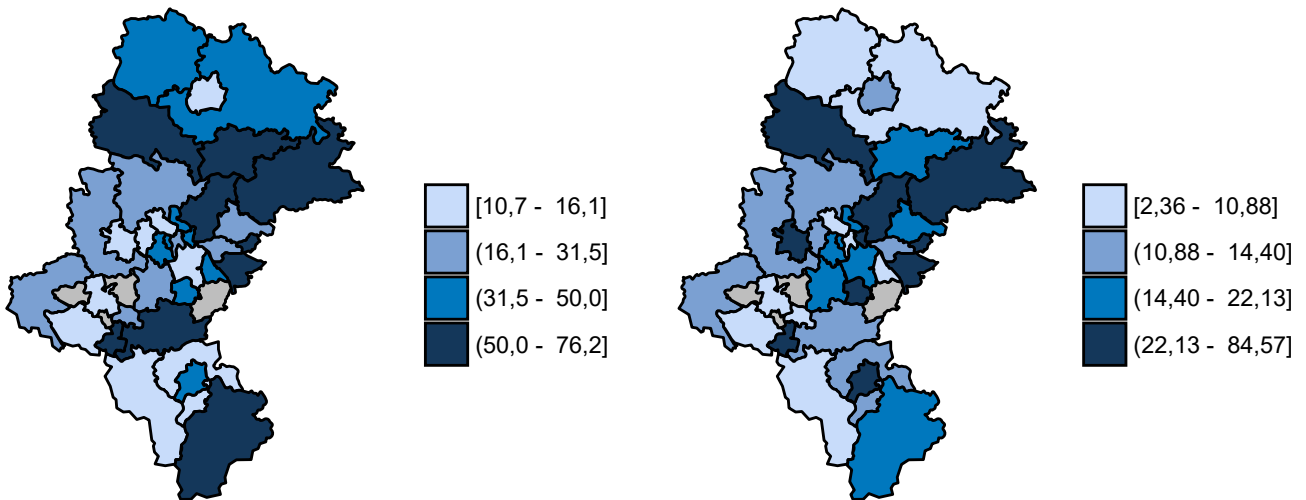 [10,7 - 16,1]
(16,1 - 31,5]
(31,5 - 50,0]
(50,0 - 76,2]
[2,36 - 10,88]
(10,88 - 14,40]
(14,40 - 22,13]
(22,13 - 84,57]